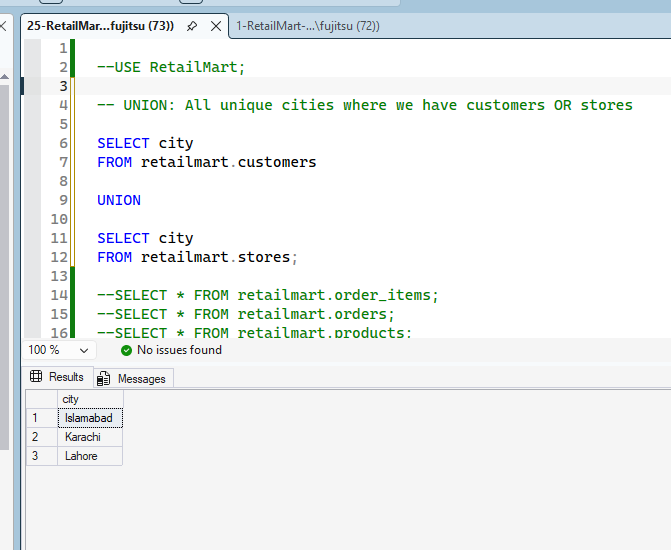 25-RetailMar...fujitsu (73))
1-RetailMart-...\fujitsu (72))
1
2 --USE RetailMart;
3
4 -- UNION: All unique cities where we have customers OR stores
5
6 SELECT city
7 FROM retailmart.customers
8
9 UNION
10
11 SELECT city
12 FROM retailmart.stores;
13
14 --SELECT * FROM retailmart.order_items;
15 --SELECT * FROM retailmart.orders;
16 --SELECT * FROM retailmart.products;
100 %
No issues found
Results
Messages
city
1 Islamabad
2 Karachi
3 Lahore